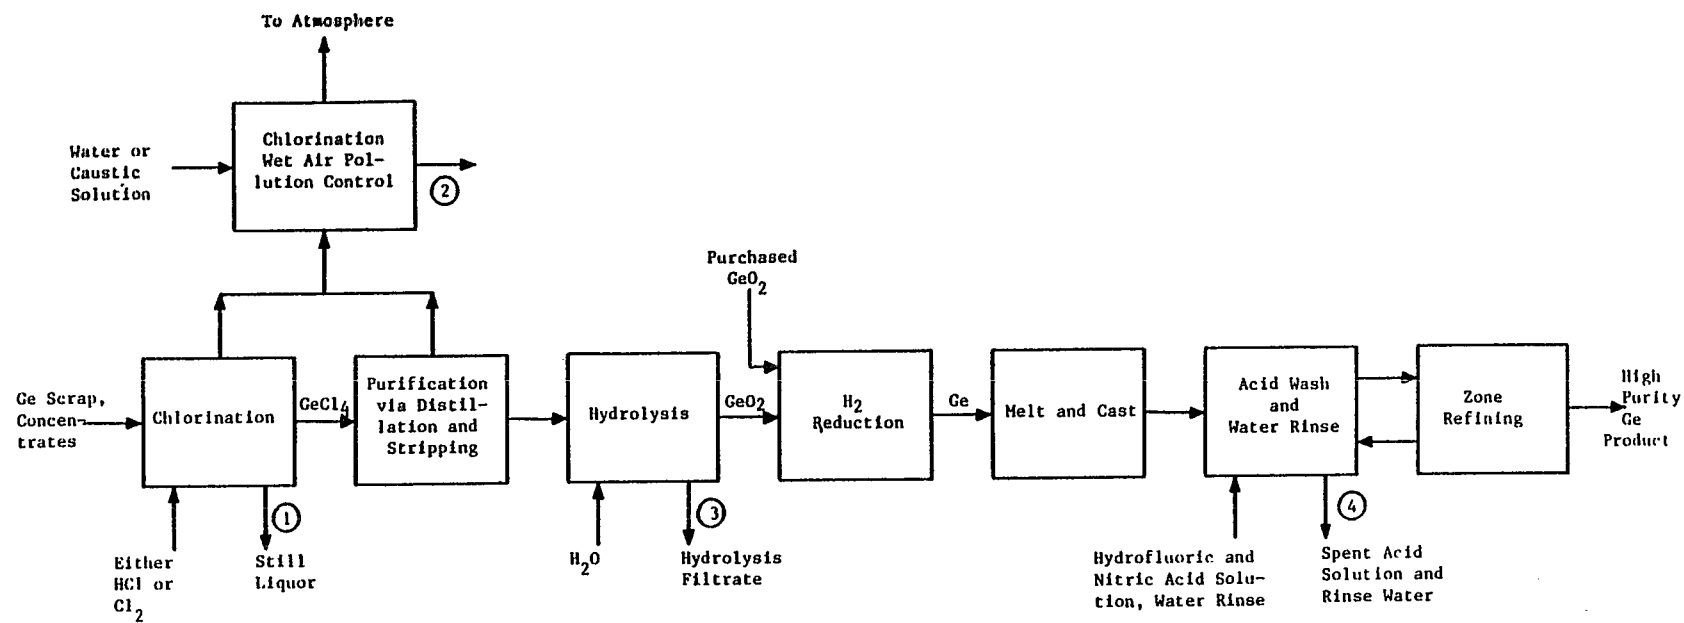 To Atmosphere
Chlorination
Wet Air Pol-
lution Control
Water or
Caustic
Solution
2
Purchased
GeO2
Ge Scrap,
Concen-
trates
Chlorination
GeCl4
Purification
via Distil-
lation and
Stripping
Hydrolysis
GeO2
H2
Reduction
Ge
Melt and Cast
Acid Wash
and
Water Rinse
Zone
Refining
High
Purity
Ge
Product
1
3
4
Either
HCl or
Cl2
Still
Liquor
H2O
Hydrolysis
Filtrate
Hydrofluoric and
Nitric Acid Solu-
tion, Water Rinse
Spent Acid
Solution and
Rinse Water